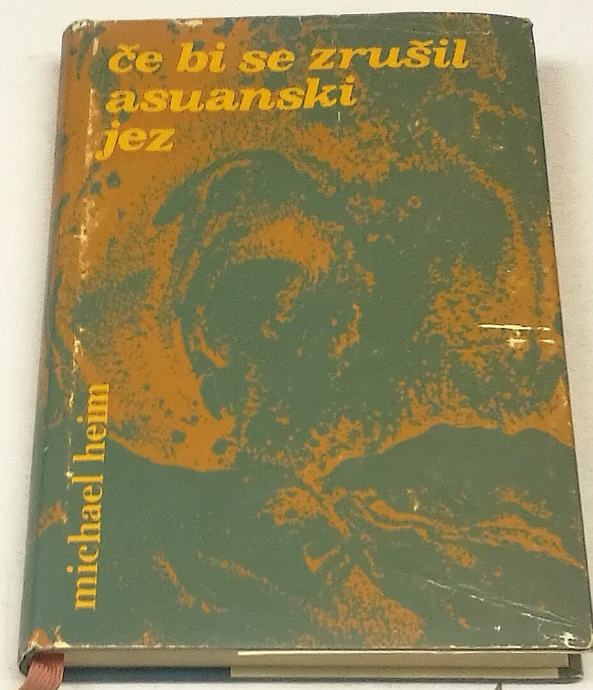 če bi se zrušil
asuanski
jez
michael heim